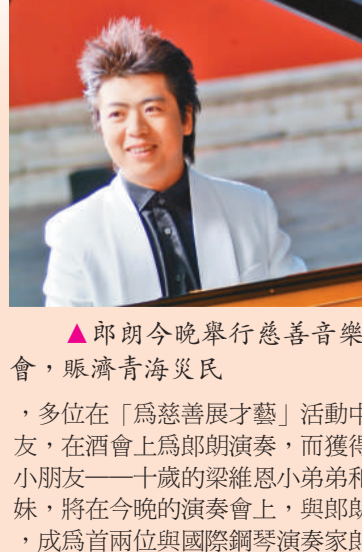 ▲郎朗今晚舉行慈善音樂
會，賑濟青海災民
，多位在「為慈善展才藝」活動中
友，在酒會上為郎朗演奏，而獲得
小朋友——十歲的梁維恩小弟弟和
妹，將在今晚的演奏會上，與郎朗
，成為首兩位與國際鋼琴演奏家郎